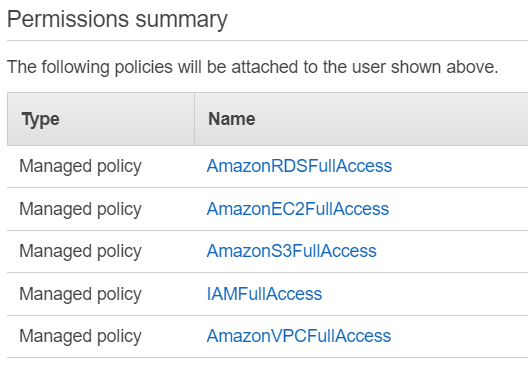 Permissions summary
The following policies will be attached to the user shown above.
Type Name
Managed policy AmazonRDSFullAccess
Managed policy AmazonEC2FullAccess
Managed policy AmazonS3FullAccess
Managed policy IAMFullAccess
Managed policy AmazonVPCFullAccess